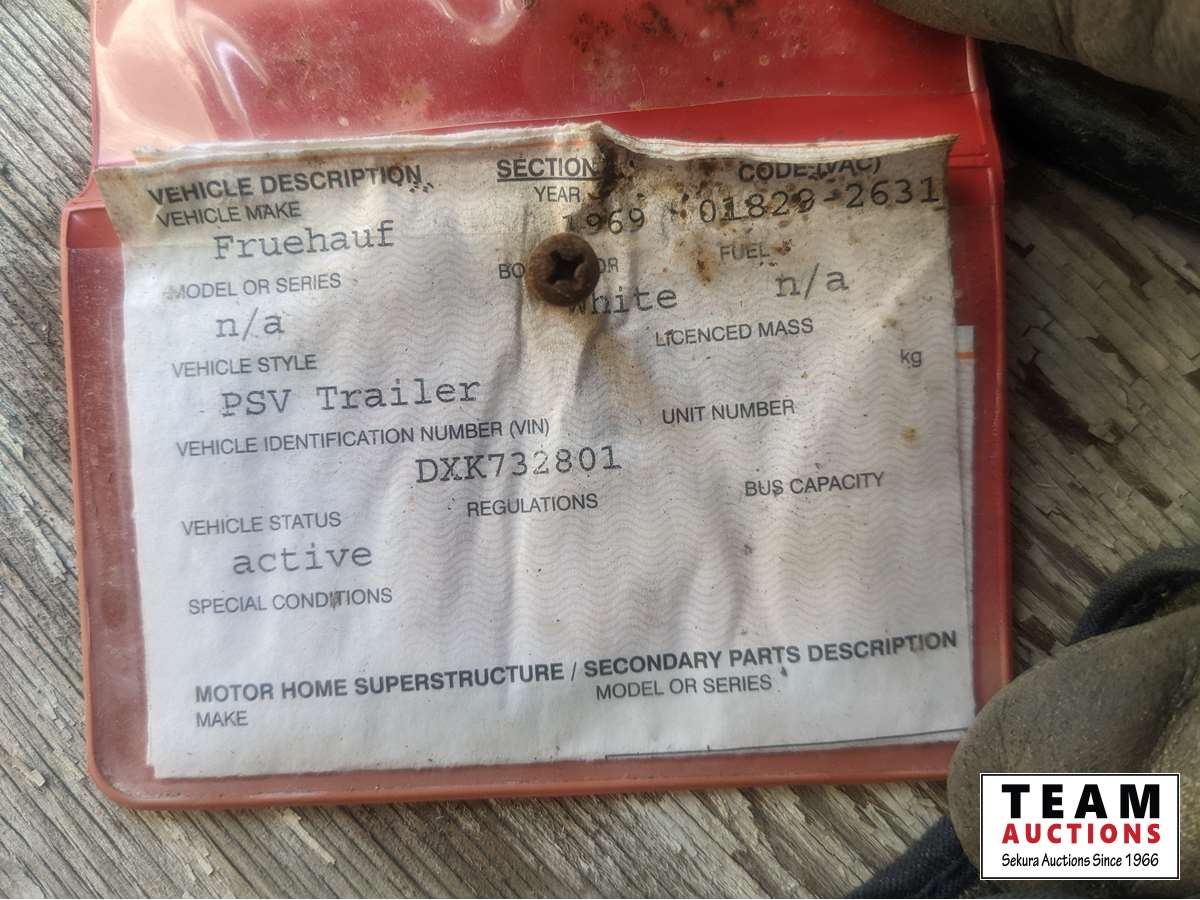 VEHICLE DESCRIPTION SECTION CODE (VAC)
VEHICLE MAKE YEAR
Fruehauf 1969 01829-2631
MODEL OR SERIES FUEL
n/a White n/a
VEHICLE STYLE LICENCED MASS
PSV Trailer kg
VEHICLE IDENTIFICATION NUMBER (VIN) UNIT NUMBER
DXK732801
VEHICLE STATUS REGULATIONS BUS CAPACITY
active
SPECIAL CONDITIONS
MOTOR HOME SUPERSTRUCTURE / SECONDARY PARTS DESCRIPTION
MAKE MODEL OR SERIES
TEAM
AUCTIONS
Sekura Auctions Since 1966